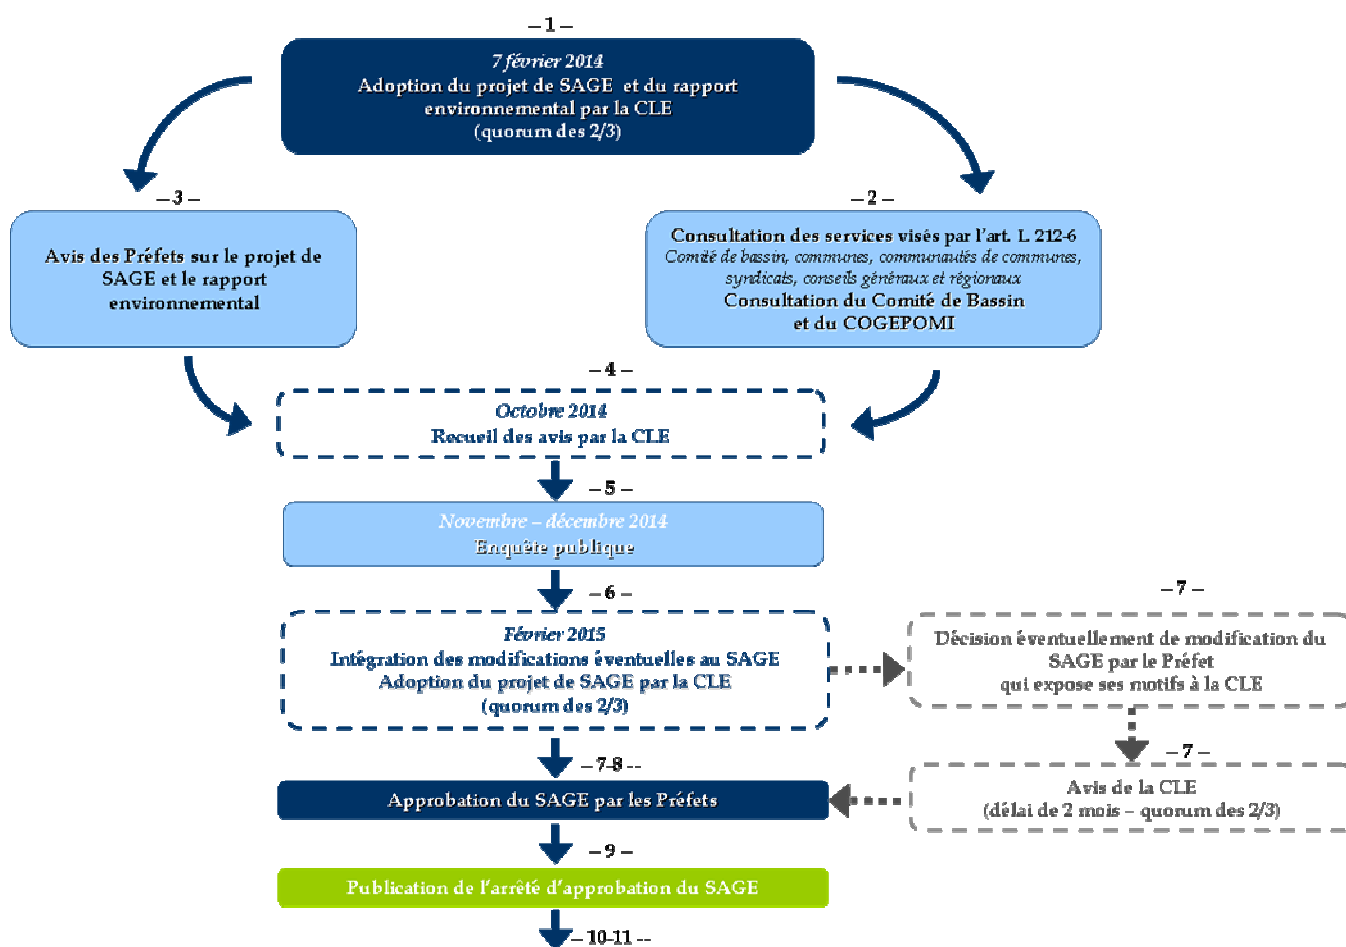 – 1 –
7 février 2014
Adoption du projet de SAGE et du rapport
environnemental par la CLE
(quorum des 2/3)
– 3 –
Avis des Préfets sur le projet de
SAGE et le rapport
environnemental
– 2 –
Consultation des services visés par l'art. L 212-6
Comité de bassin, communes, communautés de communes,
syndicats, conseils généraux et régionaux
Consultation du Comité de Bassin
et du COGEPOMI
– 4 –
Octobre 2014
Recueil des avis par la CLE
– 5 –
Novembre – décembre 2014
Enquête publique
– 6 –
Février 2015
Intégration des modifications éventuelles au SAGE
Adoption du projet de SAGE par la CLE
(quorum des 2/3)
– 7 –
Décision éventuellement de modification du
SAGE par le Préfet
qui expose ses motifs à la CLE
– 7 –
Avis de la CLE
(délai de 2 mois – quorum des 2/3)
– 7-8 --
Approbation du SAGE par les Préfets
– 9 –
Publication de l'arrêté d'approbation du SAGE
– 10-11 --